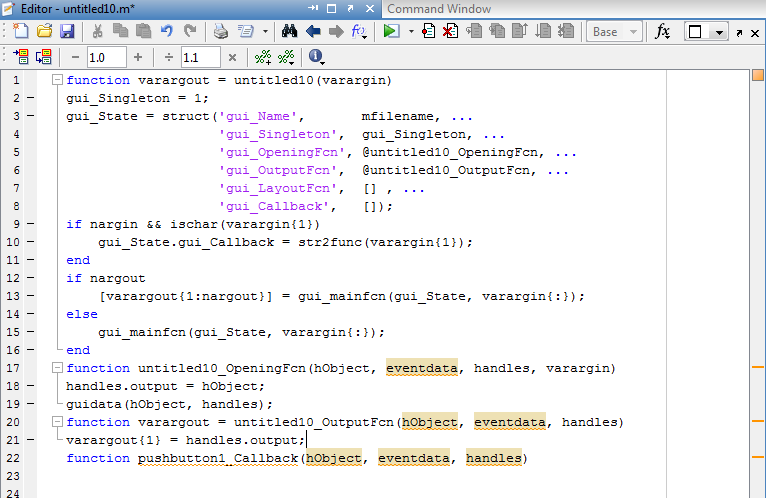 Editor - untitled10.m*
Command Window
Base
fx
1.0
1.1
1 function varargout = untitled10(varargin)
2 gui_Singleton = 1;
3 gui_State = struct('gui_Name',       mfilename, ...
4                    'gui_Singleton',  gui_Singleton, ...
5                    'gui_OpeningFcn', @untitled10_OpeningFcn, ...
6                    'gui_OutputFcn',  @untitled10_OutputFcn, ...
7                    'gui_LayoutFcn',  [] , ...
8                    'gui_Callback',   []);
9 if nargin && ischar(varargin{1})
10     gui_State.gui_Callback = str2func(varargin{1});
11 end
12 if nargout
13     [varargout{1:nargout}] = gui_mainfcn(gui_State, varargin{:});
14 else
15     gui_mainfcn(gui_State, varargin{:});
16 end
17 function untitled10_OpeningFcn(hObject, eventdata, handles, varargin)
18 handles.output = hObject;
19 guidata(hObject, handles);
20 function varargout = untitled10_OutputFcn(hObject, eventdata, handles)
21 varargout{1} = handles.output;
22 function pushbutton1_Callback(hObject, eventdata, handles)
23
24